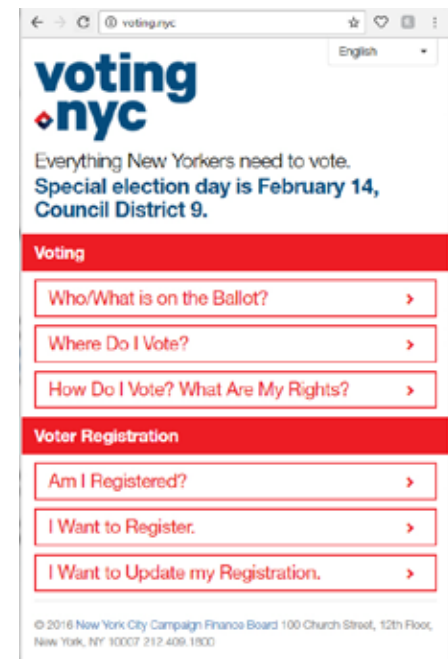 voting.nyc
English
voting
.nyc
Everything New Yorkers need to vote.
Special election day is February 14,
Council District 9.
Voting
Who/What is on the Ballot?
Where Do I Vote?
How Do I Vote? What Are My Rights?
Voter Registration
Am I Registered?
I Want to Register.
I Want to Update my Registration.
© 2016 New York City Campaign Finance Board 100 Church Street, 12th Floor,
New York, NY 10007 212.409.1800